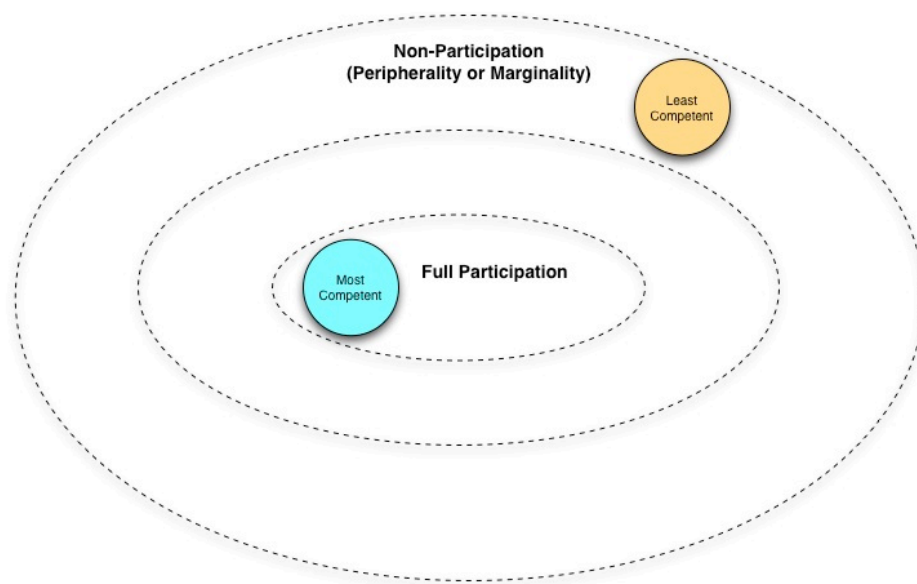 Non-Participation
(Peripherality or Marginality)
Least
Competent
Most
Competent
Full Participation